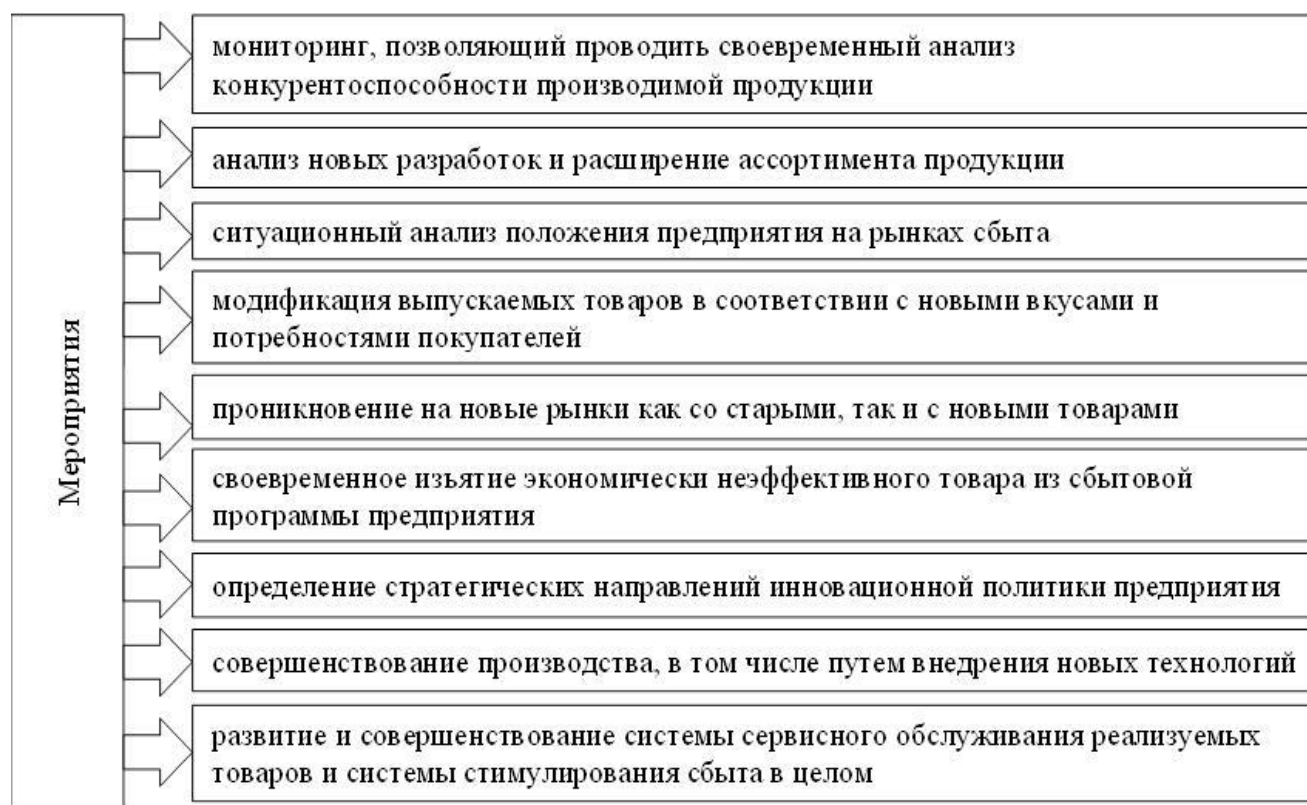 Мероприятия
мониторинг, позволяющий проводить своевременный анализ
конкурентоспособности производимой продукции
анализ новых разработок и расширение ассортимента продукции
ситуационный анализ положения предприятия на рынках сбыта
модификация выпускаемых товаров в соответствии с новыми вкусами и
потребностями покупателей
проникновение на новые рынки как со старыми, так и с новыми товарами
своевременное изьятие экономически неэффективного товара из сбытовой
программы предприятия
определение стратегических направлений инновационной политики предприятия
совершенствование производства, в том числе путем внедрения новых технологий
развитие и совершенствование системы сервисного обслуживания реализуемых
товаров и системы стимулирования сбыта в целом